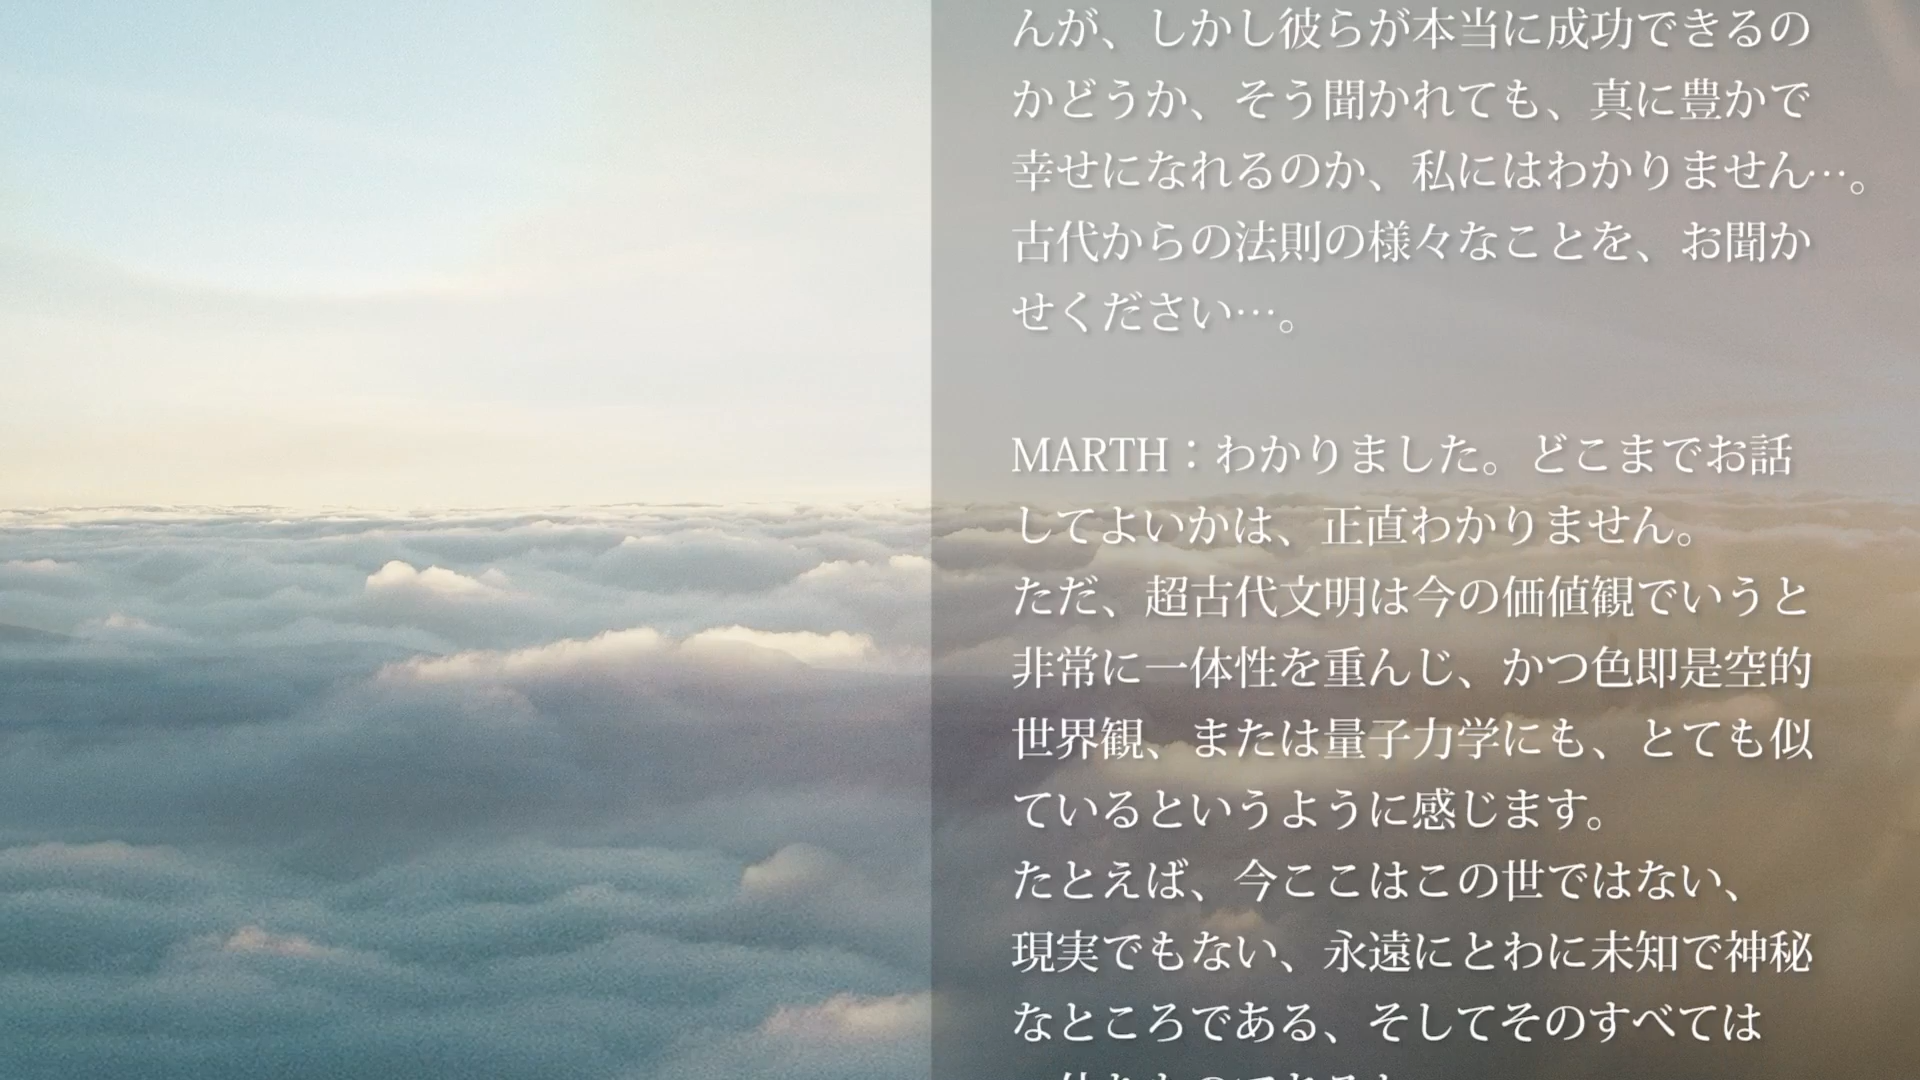 んが、しかし彼らが本当に成功できるの
かどうか、そう聞かれても、真に豊かで
幸せになれるのか、私にはわかりません…。
古代からの法則の様々なことを、お聞か
せください…。
MARTH：わかりました。どこまでお話
してよいかは、正直わかりません。
ただ、超古代文明は今の価値観でいうと
非常に一体性を重んじ、かつ色即是空的
世界観、または量子力学にも、とても似
ているというように感じます。
たとえば、今ここはこの世ではない、
現実でもない、永遠にとわに未知で神秘
なところである、そしてそのすべては